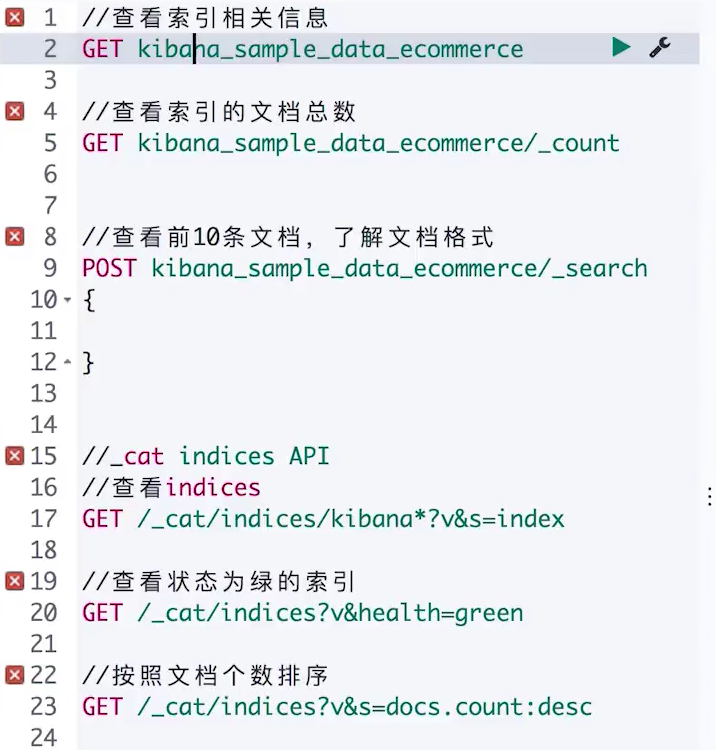 1 //查看索引相关信息
2 GET kibana_sample_data_ecommerce
3
4 //查看索引的文档总数
5 GET kibana_sample_data_ecommerce/_count
6
7
8 //查看前10条文档，了解文档格式
9 POST kibana_sample_data_ecommerce/_search
10 {
11
12 }
13
14
15 //_cat indices API
16 //查看indices
17 GET /_cat/indices/kibana*?v&s=index
18
19 //查看状态为绿的索引
20 GET /_cat/indices?v&health=green
21
22 //按照文档个数排序
23 GET /_cat/indices?v&s=docs.count:desc
24